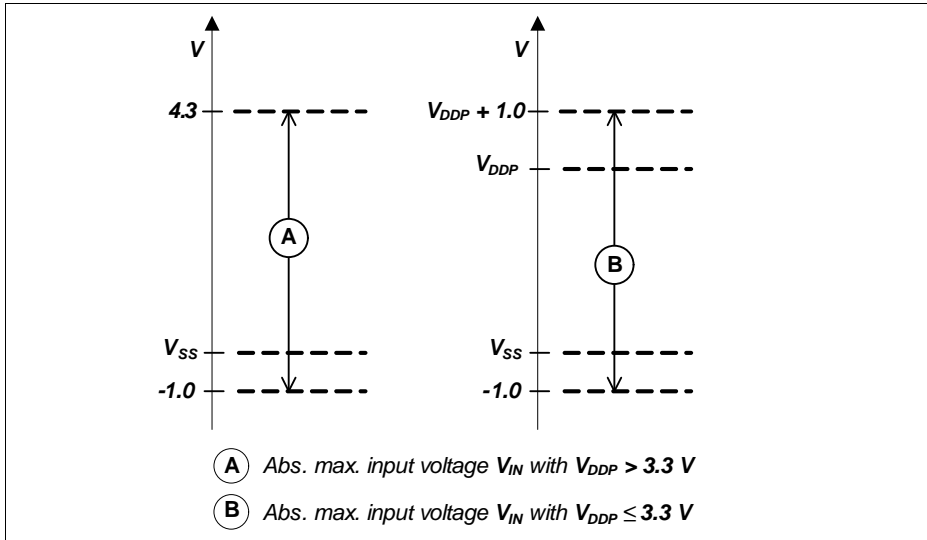 V
4.3
A
V_SS
-1.0
V
V_DDP + 1.0
V_DDP
B
V_SS
-1.0
A Abs. max. input voltage V_IN with V_DDP > 3.3 V
B Abs. max. input voltage V_IN with V_DDP ≤ 3.3 V